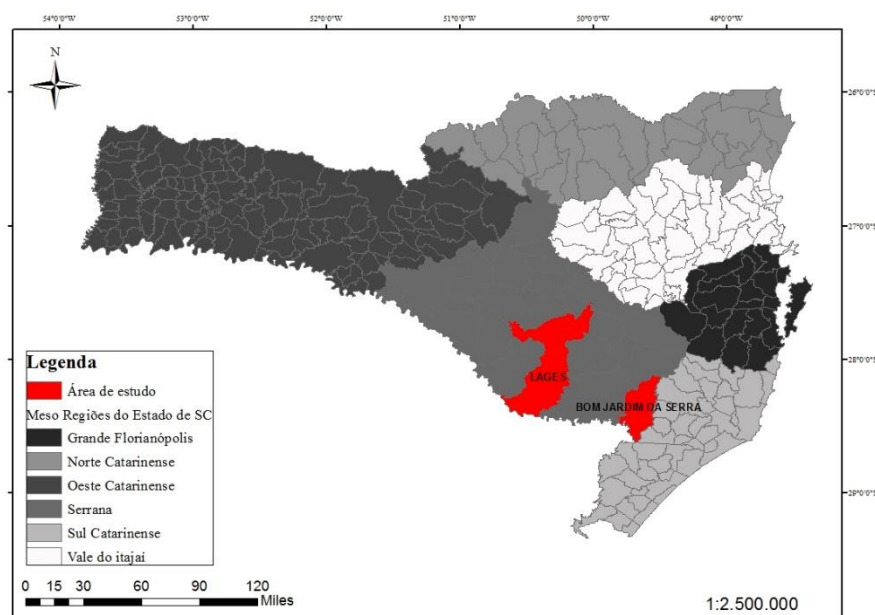 54°0'0"W 53°0'0"W 52°0'0"W 51°0'0"W 50°0'0"W 49°0'0"W
N
26°0'0"S
27°0'0"S
28°0'0"S
29°0'0"S
LAGES
BOM JARDIM DA SERRA
Legenda
Área de estudo
Meso Regiões do Estado de SC
Grande Florianópolis
Norte Catarinense
Oeste Catarinense
Serrana
Sul Catarinense
Vale do itajaí
0 15 30 60 90 120
Miles
1:2.500.000